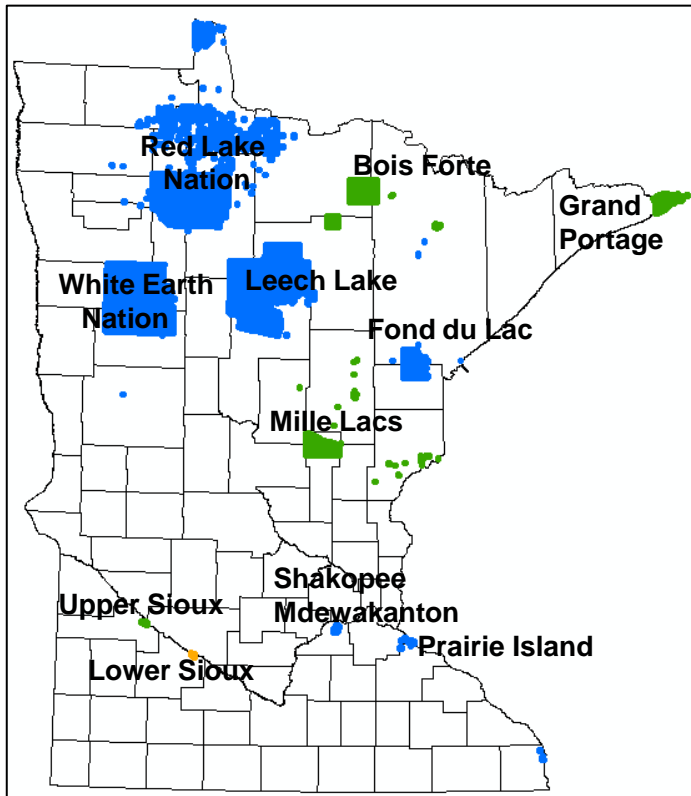 Red Lake
Nation
Bois Forte
Grand
Portage
White Earth
Nation
Leech Lake
Fond du Lac
Mille Lacs
Shakopee
Mdewakanton
Upper Sioux
Prairie Island
Lower Sioux